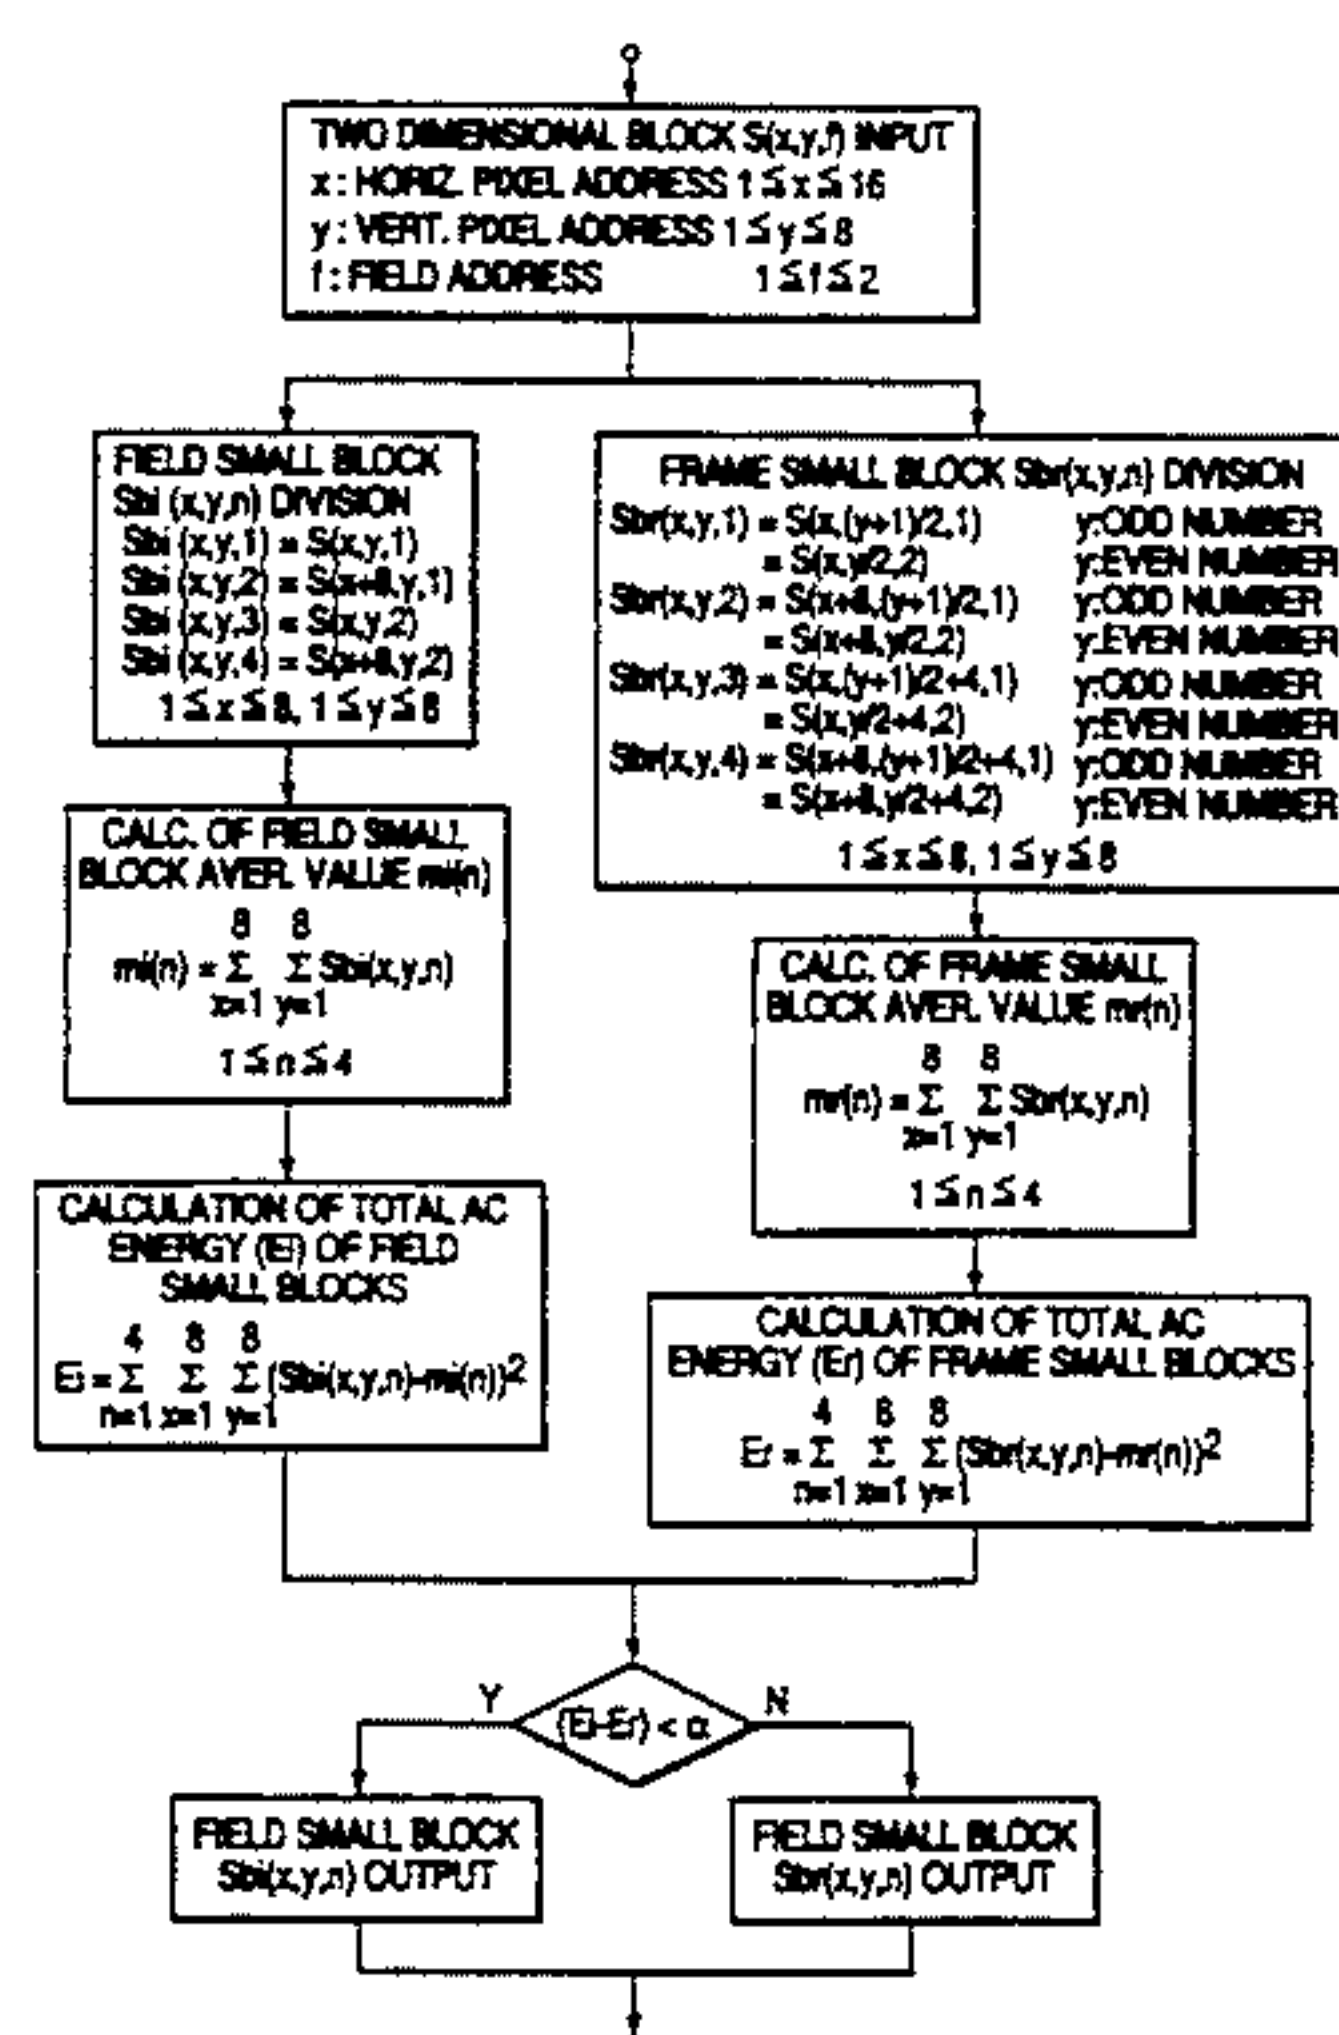 TWO DIMENSIONAL BLOCK S(x,y,f) INPUT
x : HORIZ. PIXEL ADDRESS 1≦x≦16
y : VERT. PIXEL ADDRESS 1≦y≦8
f : FIELD ADDRESS 1≦f≦2
FIELD SMALL BLOCK
Sbi (x,y,n) DIVISION
Sbi (x,y,1) = S(x,y,1)
Sbi (x,y,2) = S(x+8,y,1)
Sbi (x,y,3) = S(x,y,2)
Sbi (x,y,4) = S(x+8,y,2)
1≦x≦8, 1≦y≦8
CALC. OF FIELD SMALL
BLOCK AVER. VALUE mi(n)
8 8
mi(n) = Σ Σ Sbi(x,y,n)
x=1 y=1
1≦n≦4
CALCULATION OF TOTAL AC
ENERGY (Ei) OF FIELD
SMALL BLOCKS
4 8 8
Ei = Σ Σ Σ (Sbi(x,y,n)-mi(n))²
n=1 x=1 y=1
FRAME SMALL BLOCK Sbr(x,y,n) DIVISION
Sbr(x,y,1) = S(x,(y+1)/2,1) y:ODD NUMBER
= S(x,y/2,2) y:EVEN NUMBER
Sbr(x,y,2) = S(x+8,(y+1)/2,1) y:ODD NUMBER
= S(x+8,y/2,2) y:EVEN NUMBER
Sbr(x,y,3) = S(x,(y+1)/2+4,1) y:ODD NUMBER
= S(x,y/2+4,2) y:EVEN NUMBER
Sbr(x,y,4) = S(x+8,(y+1)/2+4,1) y:ODD NUMBER
= S(x+8,y/2+4,2) y:EVEN NUMBER
1≦x≦8, 1≦y≦8
CALC. OF FRAME SMALL
BLOCK AVER. VALUE mr(n)
8 8
mr(n) = Σ Σ Sbr(x,y,n)
x=1 y=1
1≦n≦4
CALCULATION OF TOTAL AC
ENERGY (Er) OF FRAME SMALL BLOCKS
4 8 8
Er = Σ Σ Σ (Sbr(x,y,n)-mr(n))²
n=1 x=1 y=1
Y (Ei-Er) < α N
FIELD SMALL BLOCK
Sbi(x,y,n) OUTPUT
FIELD SMALL BLOCK
Sbr(x,y,n) OUTPUT